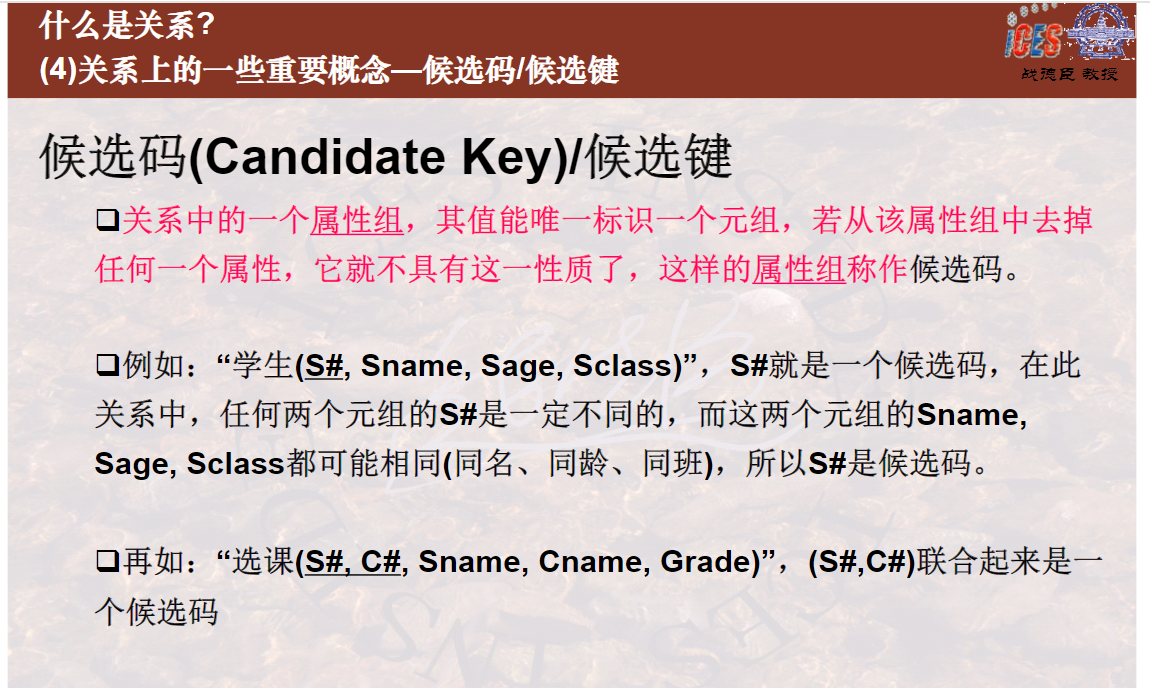 什么是关系?
(4)关系上的一些重要概念—候选码/候选键
ICES
战德臣 教授
候选码(Candidate Key)/候选键
❑关系中的一个属性组，其值能唯一标识一个元组，若从该属性组中去掉
任何一个属性，它就不具有这一性质了，这样的属性组称作候选码。
❑例如：“学生(S#, Sname, Sage, Sclass)”，S#就是一个候选码，在此
关系中，任何两个元组的S#是一定不同的，而这两个元组的Sname,
Sage, Sclass都可能相同(同名、同龄、同班)，所以S#是候选码。
❑再如：“选课(S#, C#, Sname, Cname, Grade)”，(S#,C#)联合起来是一
个候选码